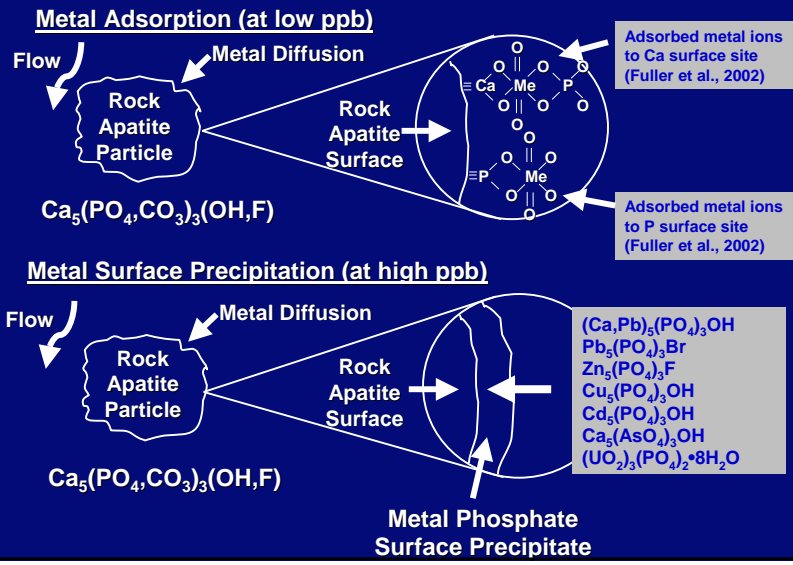 Metal Adsorption (at low ppb)
Flow
Metal Diffusion
Rock
Apatite
Particle
Ca₅(PO₄,CO₃)₃(OH,F)
Rock
Apatite
Surface
O
O O O
≡Ca Me P
O O O
O
O
O O
≡P Me
O O O
O
Adsorbed metal ions
to Ca surface site
(Fuller et al., 2002)
Adsorbed metal ions
to P surface site
(Fuller et al., 2002)
Metal Surface Precipitation (at high ppb)
Flow
Metal Diffusion
Rock
Apatite
Particle
Ca₅(PO₄,CO₃)₃(OH,F)
Rock
Apatite
Surface
(Ca,Pb)₅(PO₄)₃OH
Pb₅(PO₄)₃Br
Zn₅(PO₄)₃F
Cu₅(PO₄)₃OH
Cd₅(PO₄)₃OH
Ca₅(AsO₄)₃OH
(UO₂)₃(PO₄)₂•8H₂O
Metal Phosphate
Surface Precipitate